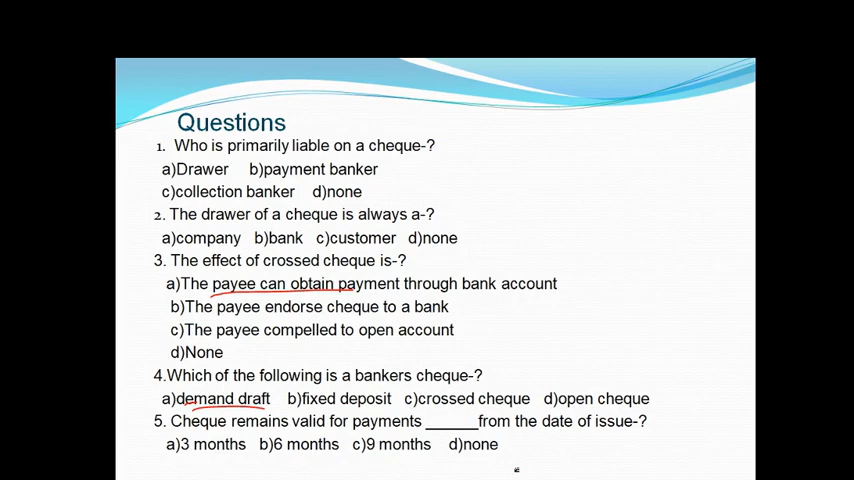 Questions
1. Who is primarily liable on a cheque-?
a)Drawer b)payment banker
c)collection banker d)none
2. The drawer of a cheque is always a-?
a)company b)bank c)customer d)none
3. The effect of crossed cheque is-?
a)The payee can obtain payment through bank account
b)The payee endorse cheque to a bank
c)The payee compelled to open account
d)None
4.Which of the following is a bankers cheque-?
a)demand draft b)fixed deposit c)crossed cheque d)open cheque
5. Cheque remains valid for payments ______from the date of issue-?
a)3 months b)6 months c)9 months d)none